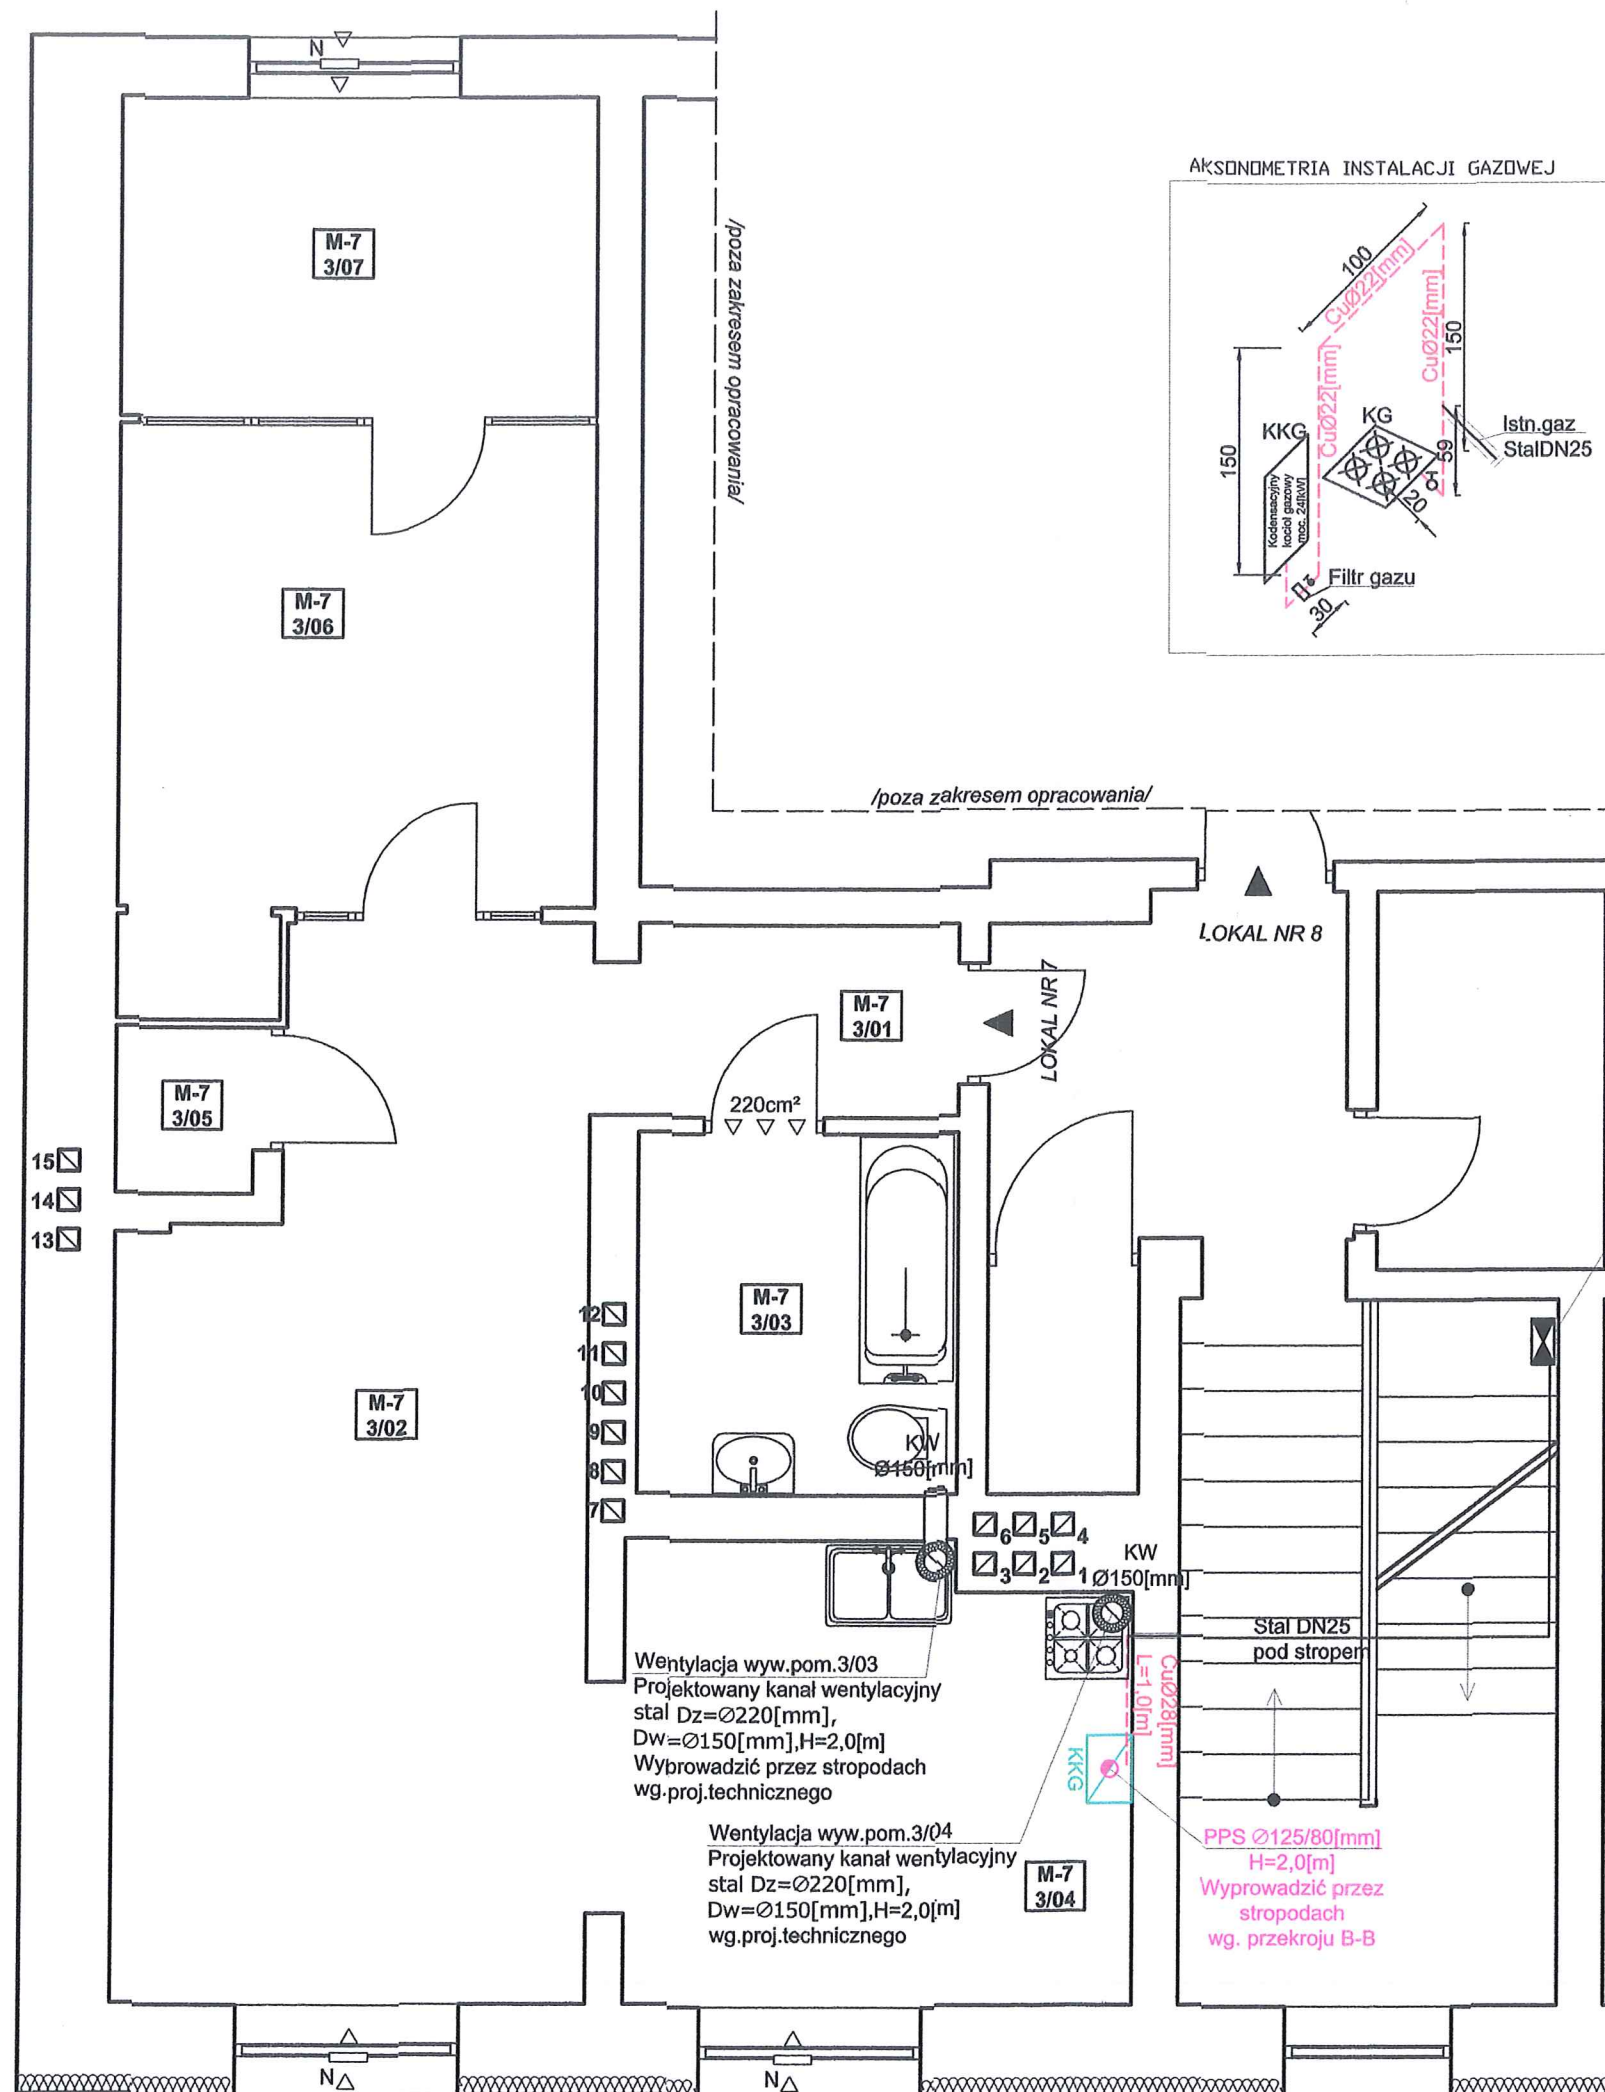 N
M-7
3/07
/poza zakresem opracowania/
AKSONOMETRIA INSTALACJI GAZOWEJ
100
CuØ22[mm]
CuØ22[mm]
150
CuØ22[mm]
150
KKG
KG
Kodensacyjny
kocioł gazowy
moc. 24[kW]
59
20
Istn.gaz
StalDN25
Filtr gazu
30
M-7
3/06
/poza zakresem opracowania/
LOKAL NR 8
LOKAL NR 7
M-7
3/01
M-7
3/05
220cm²
15
14
13
M-7
3/03
12
11
10
9
8
7
M-7
3/02
KW
Ø150[mm]
6 5 4
3 2 1
KW
Ø150[mm]
Stal DN25
pod stropem
CuØ28[mm]
L=1,0[m]
KKG
Wentylacja wyw.pom.3/03
Projektowany kanał wentylacyjny
stal Dz=Ø220[mm],
Dw=Ø150[mm],H=2,0[m]
Wyprowadzić przez stropodach
wg.proj.technicznego
Wentylacja wyw.pom.3/04
Projektowany kanał wentylacyjny
stal Dz=Ø220[mm],
Dw=Ø150[mm],H=2,0[m]
wg.proj.technicznego
M-7
3/04
PPS Ø125/80[mm]
H=2,0[m]
Wyprowadzić przez
stropodach
wg. przekroju B-B
N
N